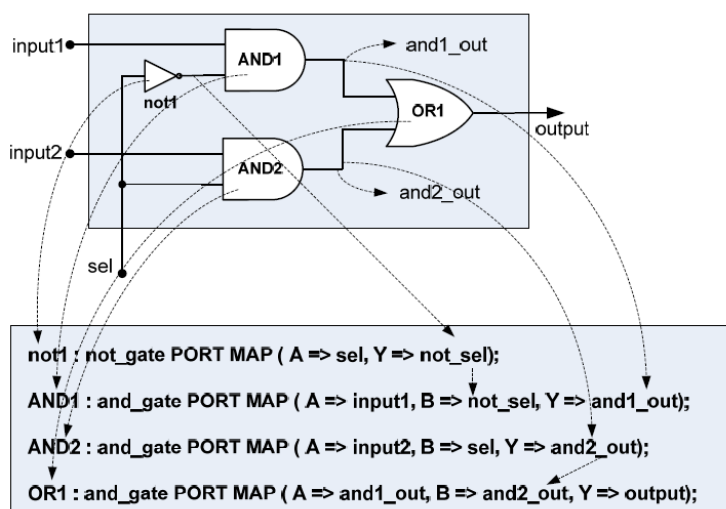 input1
AND1
and1_out
not1
OR1
output
input2
AND2
and2_out
sel
not1 : not_gate PORT MAP ( A => sel, Y => not_sel);
AND1 : and_gate PORT MAP ( A => input1, B => not_sel, Y => and1_out);
AND2 : and_gate PORT MAP ( A => input2, B => sel, Y => and2_out);
OR1 : and_gate PORT MAP ( A => and1_out, B => and2_out, Y => output);